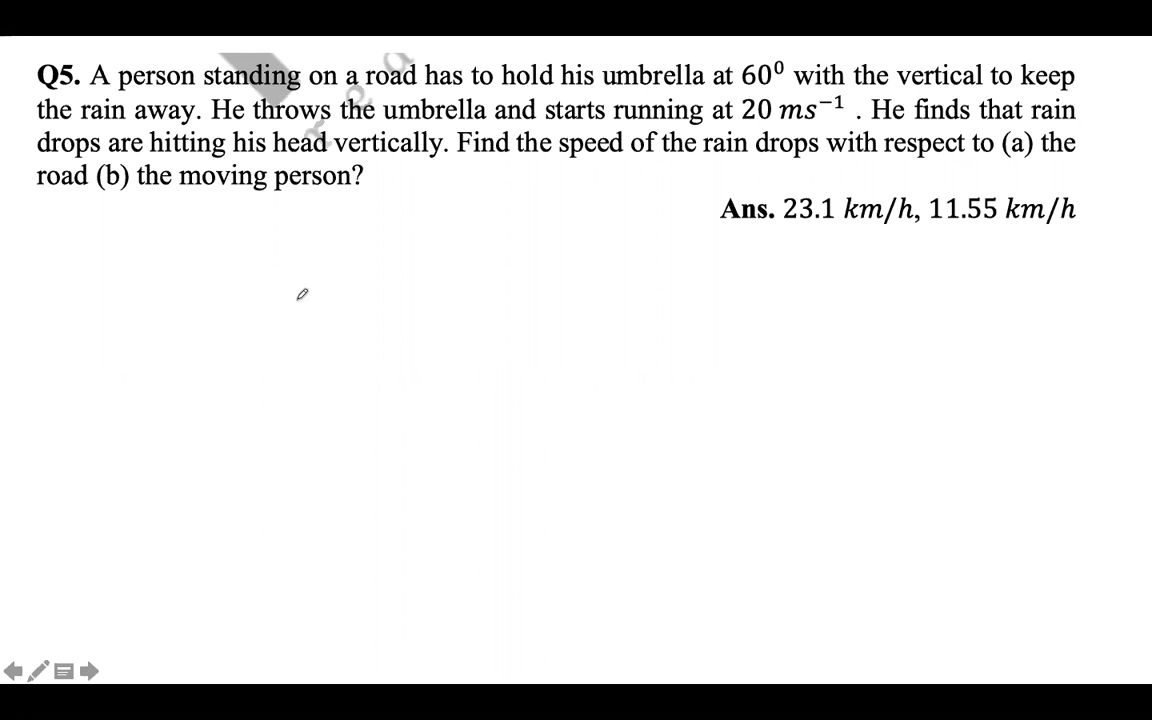 Q5. A person standing on a road has to hold his umbrella at 60⁰ with the vertical to keep
the rain away. He throws the umbrella and starts running at 20 ms⁻¹ . He finds that rain
drops are hitting his head vertically. Find the speed of the rain drops with respect to (a) the
road (b) the moving person?
Ans. 23.1 km/h, 11.55 km/h